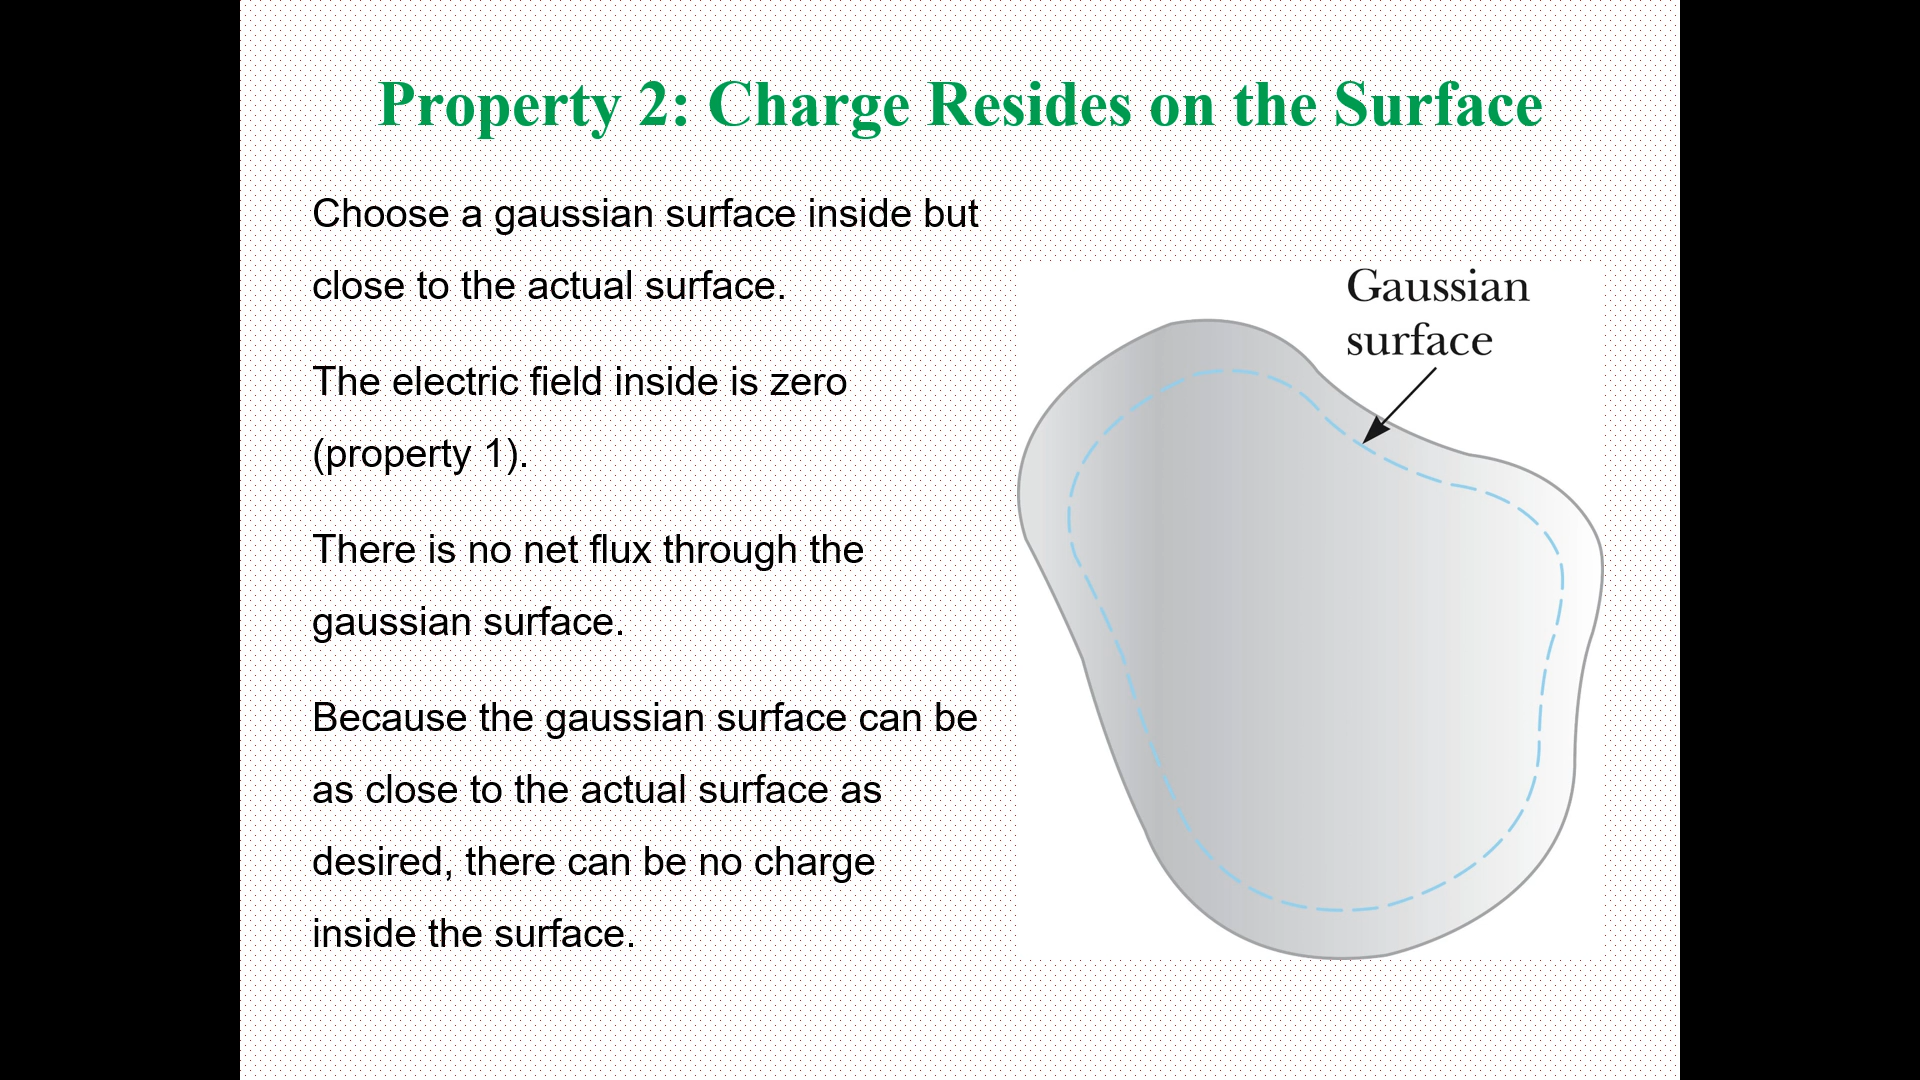 Property 2: Charge Resides on the Surface
Choose a gaussian surface inside but
close to the actual surface.
The electric field inside is zero
(property 1).
There is no net flux through the
gaussian surface.
Because the gaussian surface can be
as close to the actual surface as
desired, there can be no charge
inside the surface.
Gaussian
surface